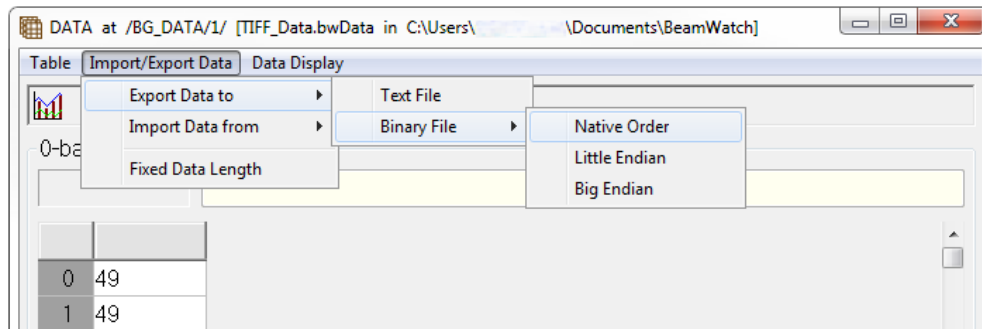 DATA at /BG_DATA/1/ [TIFF_Data.bwData in C:\Users\ \Documents\BeamWatch]
Table Import/Export Data Data Display
Export Data to Text File
Import Data from Binary File Native Order
Little Endian
0-ba
Fixed Data Length
Big Endian
0 49
1 49